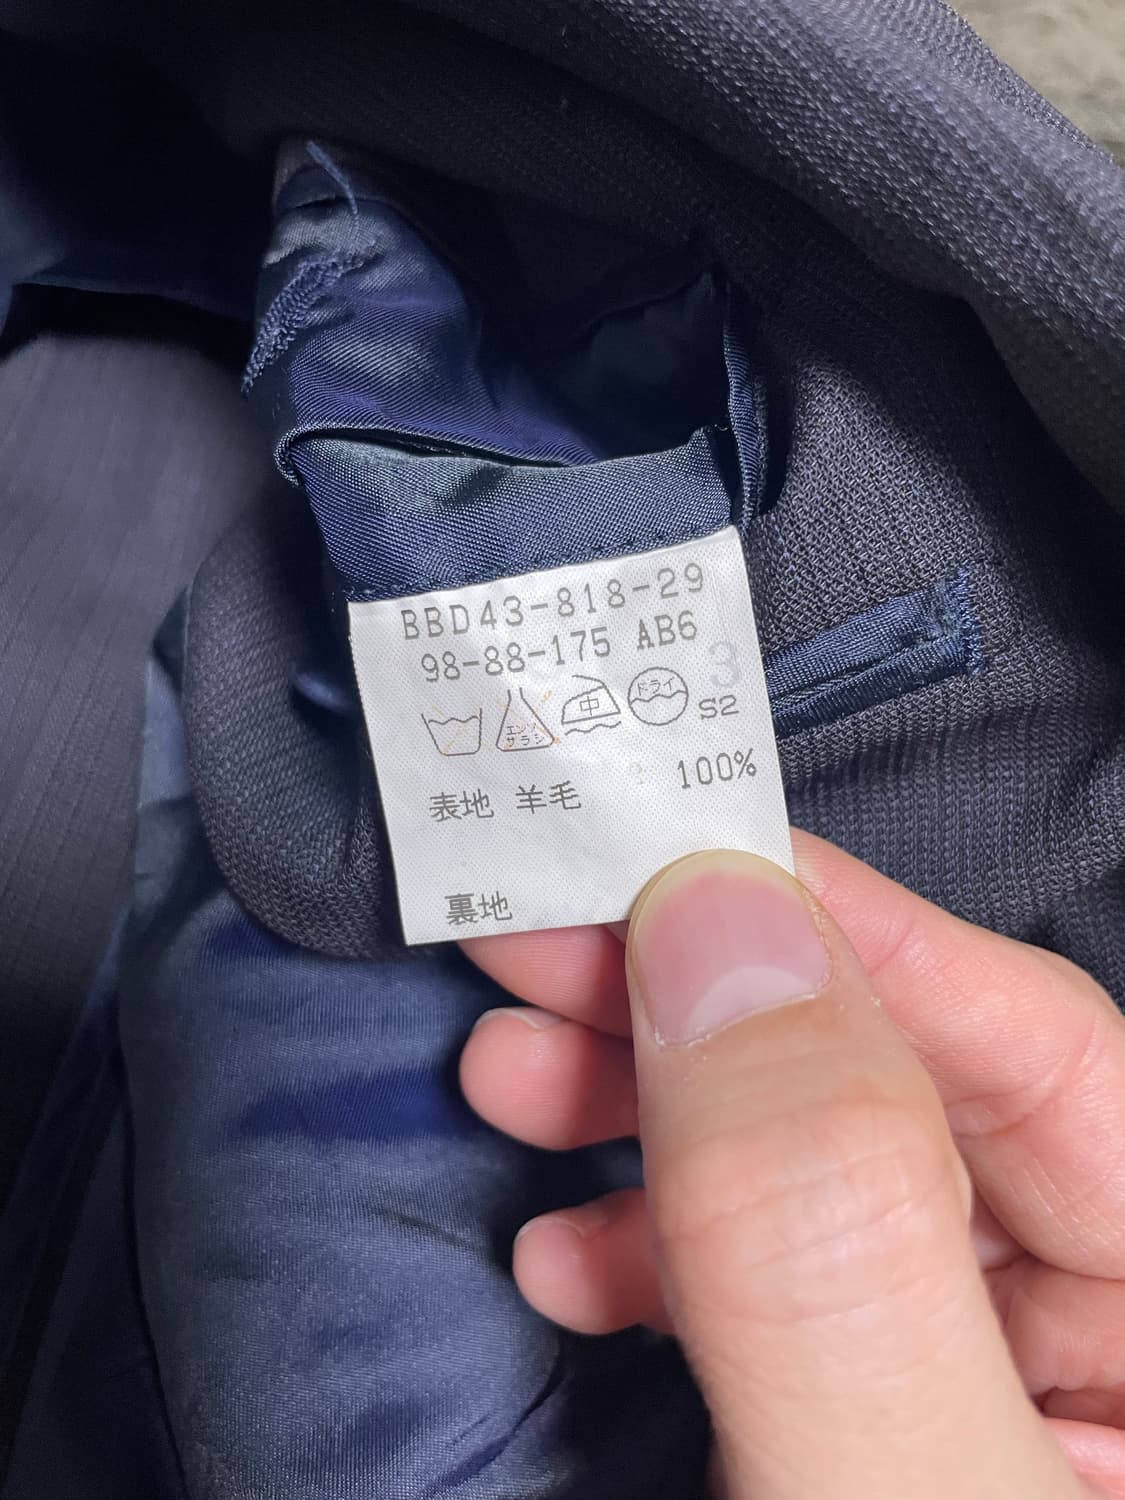 BBD43-818-29
98-88-175 AB6
3
エンソ
サラシ
中
ドライ
S2
表地 羊毛 100%
裏地